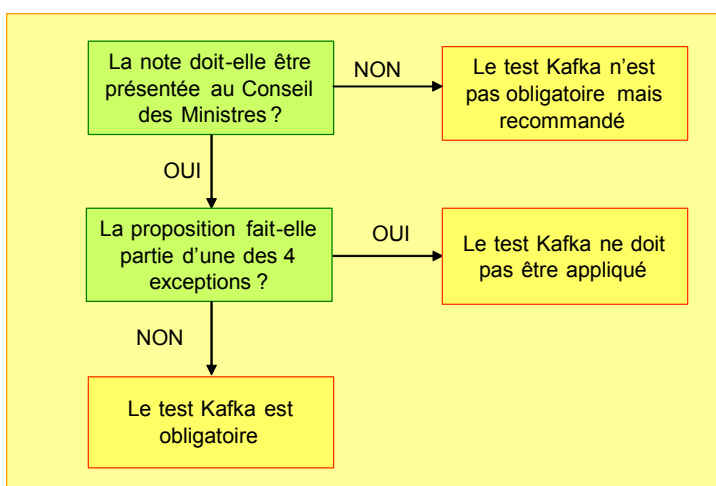 La note doit-elle être
présentée au Conseil
des Ministres ?
NON
Le test Kafka n'est
pas obligatoire mais
recommandé
OUI
La proposition fait-elle
partie d'une des 4
exceptions ?
OUI
Le test Kafka ne doit
pas être appliqué
NON
Le test Kafka est
obligatoire